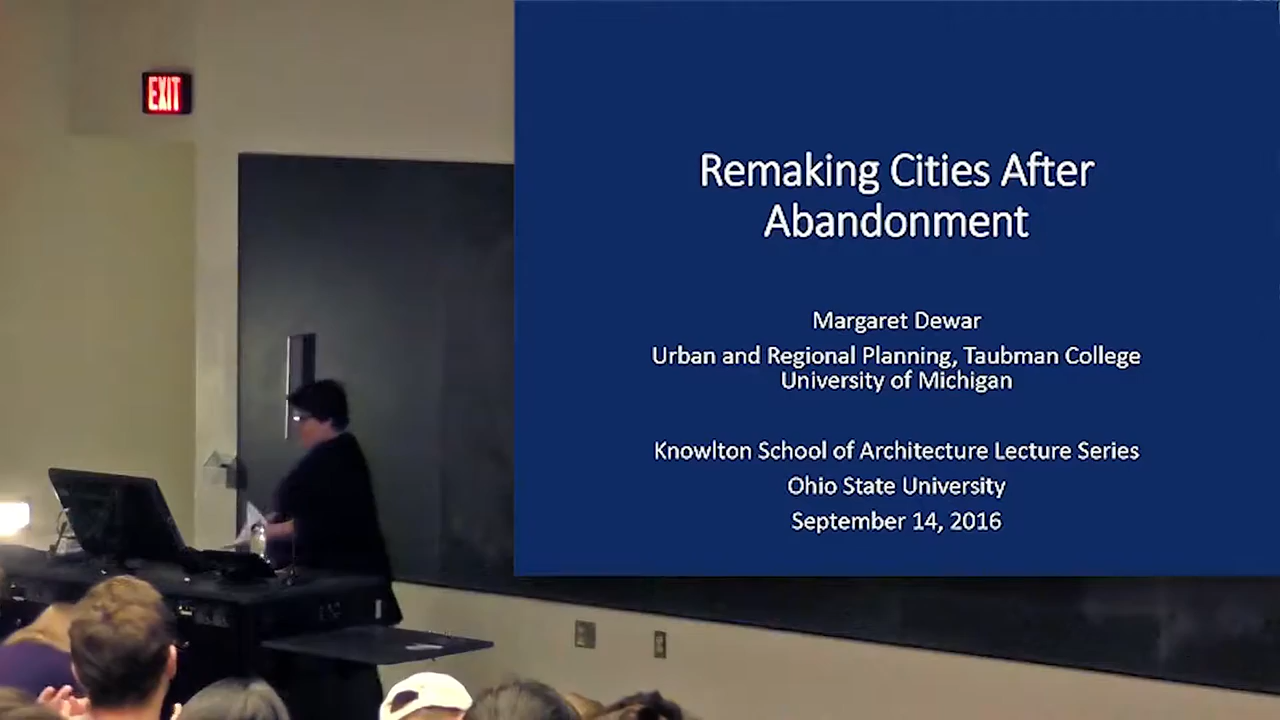 EXIT
Remaking Cities After
Abandonment
Margaret Dewar
Urban and Regional Planning, Taubman College
University of Michigan
Knowlton School of Architecture Lecture Series
Ohio State University
September 14, 2016